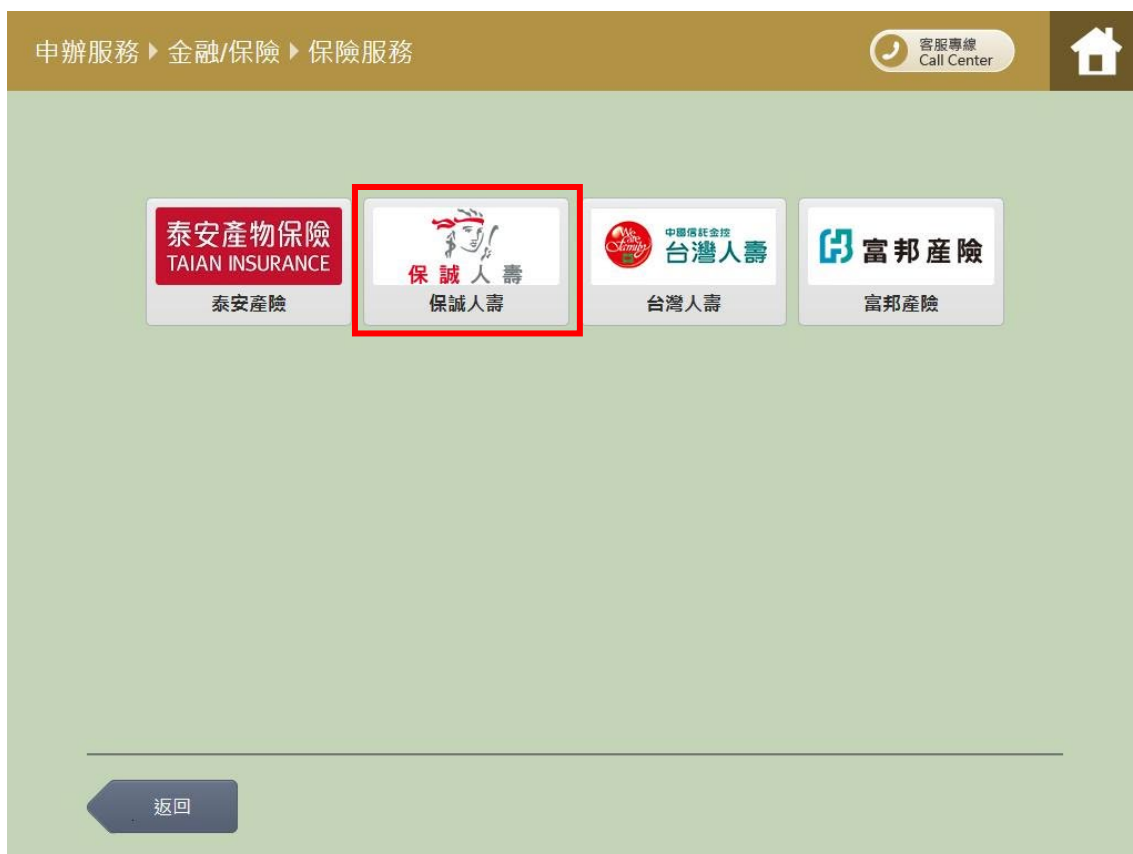 申辦服務 ▶ 金融/保險 ▶ 保險服務
客服專線
Call Center
泰安產物保險
TAIAN INSURANCE
泰安產險
保誠人壽
保誠人壽
We Care Family
中國信託金控
台灣人壽
台灣人壽
富邦產險
富邦產險
返回